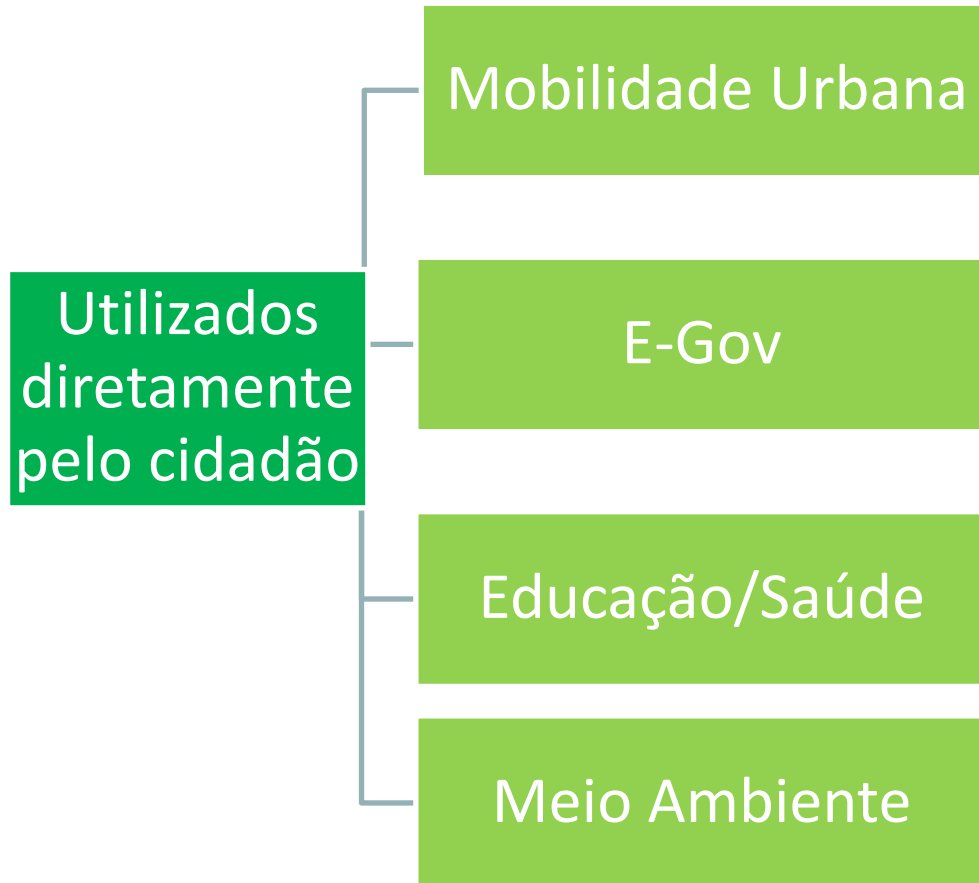 Mobilidade Urbana
Utilizados
diretamente
pelo cidadão
E-Gov
Educação/Saúde
Meio Ambiente